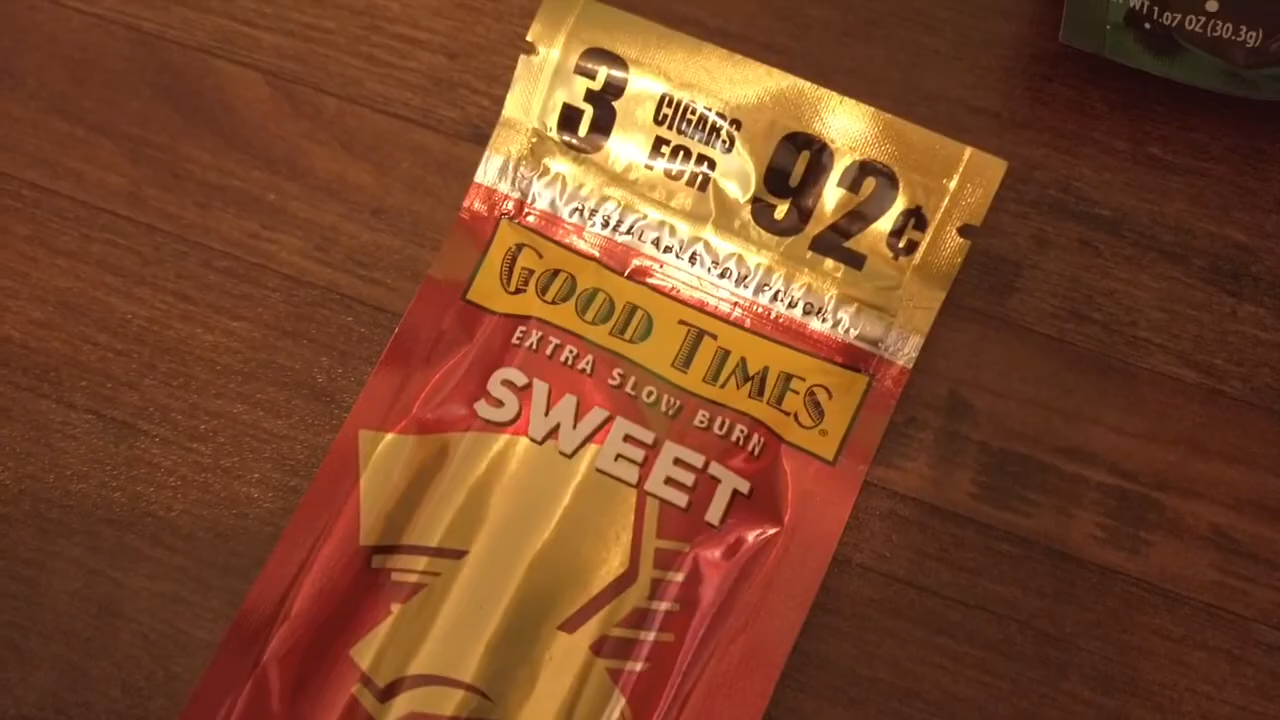 3 CIGARS FOR 92¢
RESEALABLE FOIL POUCH
GOOD TIMES®
EXTRA SLOW BURN
SWEET
WT 1.07 OZ (30.3g)